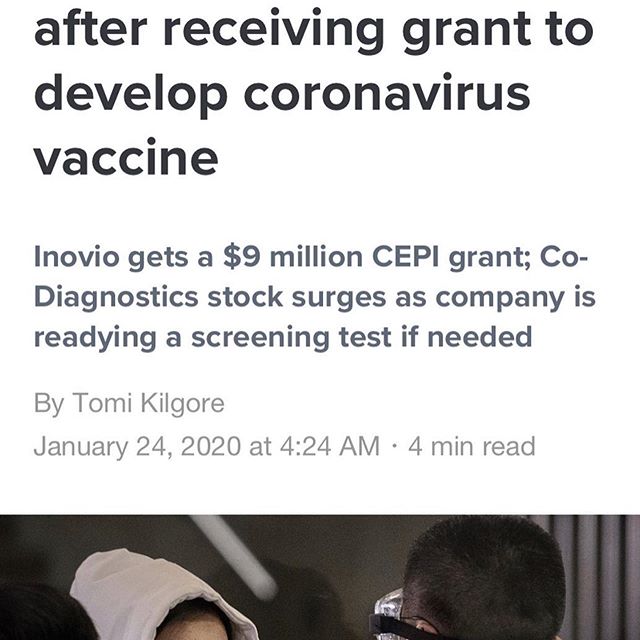 after receiving grant to
develop coronavirus
vaccine
Inovio gets a $9 million CEPI grant; Co-
Diagnostics stock surges as company is
readying a screening test if needed
By Tomi Kilgore
January 24, 2020 at 4:24 AM · 4 min read